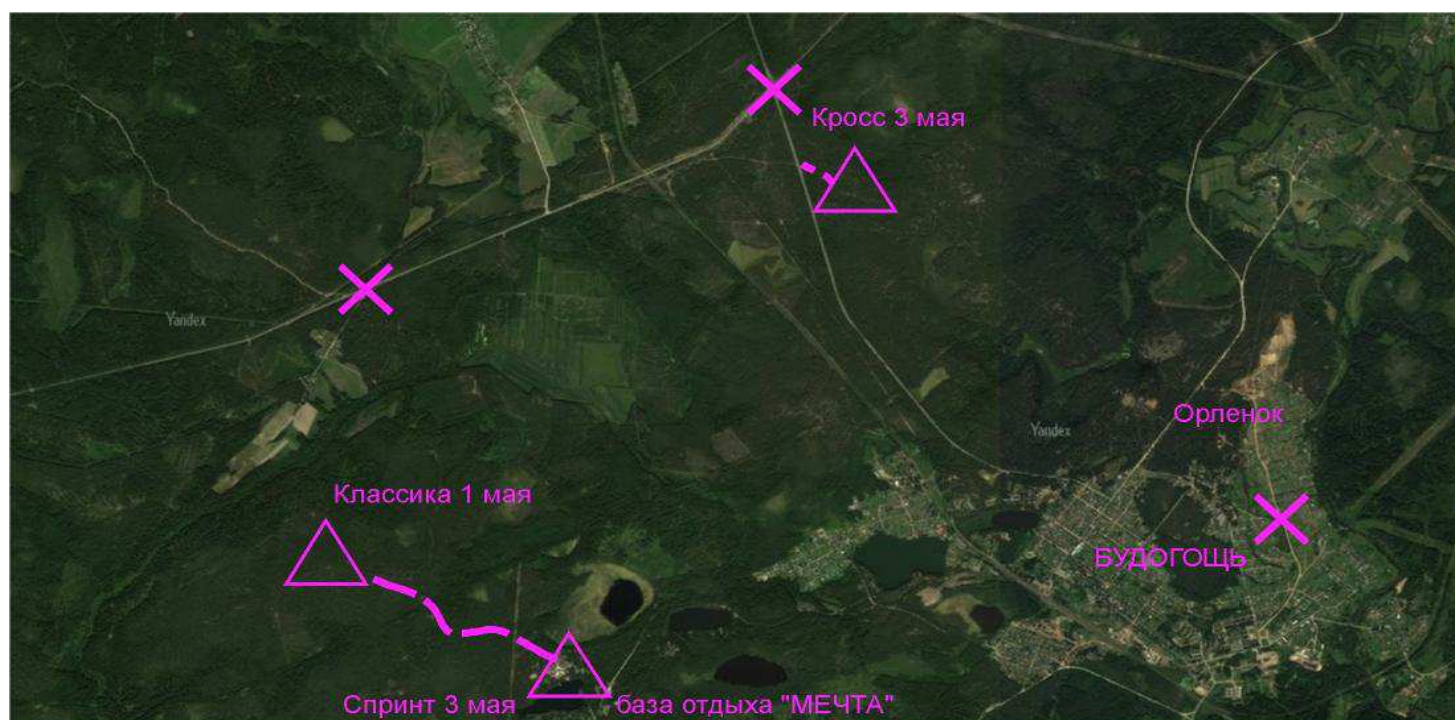 Кросс 3 мая
Yandex
Орленок
Yandex
Классика 1 мая
БУДОГОЩЬ
Спринт 3 мая
база отдыха "МЕЧТА"